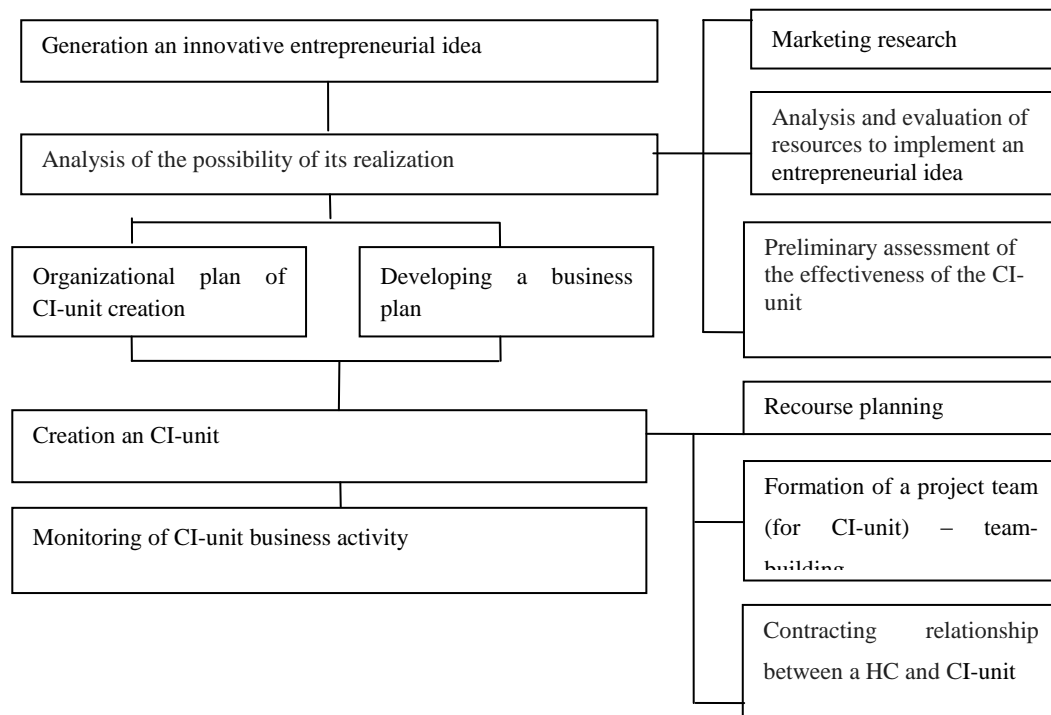 Generation an innovative entrepreneurial idea
Analysis of the possibility of its realization
Organizational plan of
CI-unit creation
Developing a business
plan
Creation an CI-unit
Monitoring of CI-unit business activity
Marketing research
Analysis and evaluation of
resources to implement an
entrepreneurial idea
Preliminary assessment of
the effectiveness of the CI-
unit
Recourse planning
Formation of a project team
(for CI-unit) – team-
building
Contracting relationship
between a HC and CI-unit